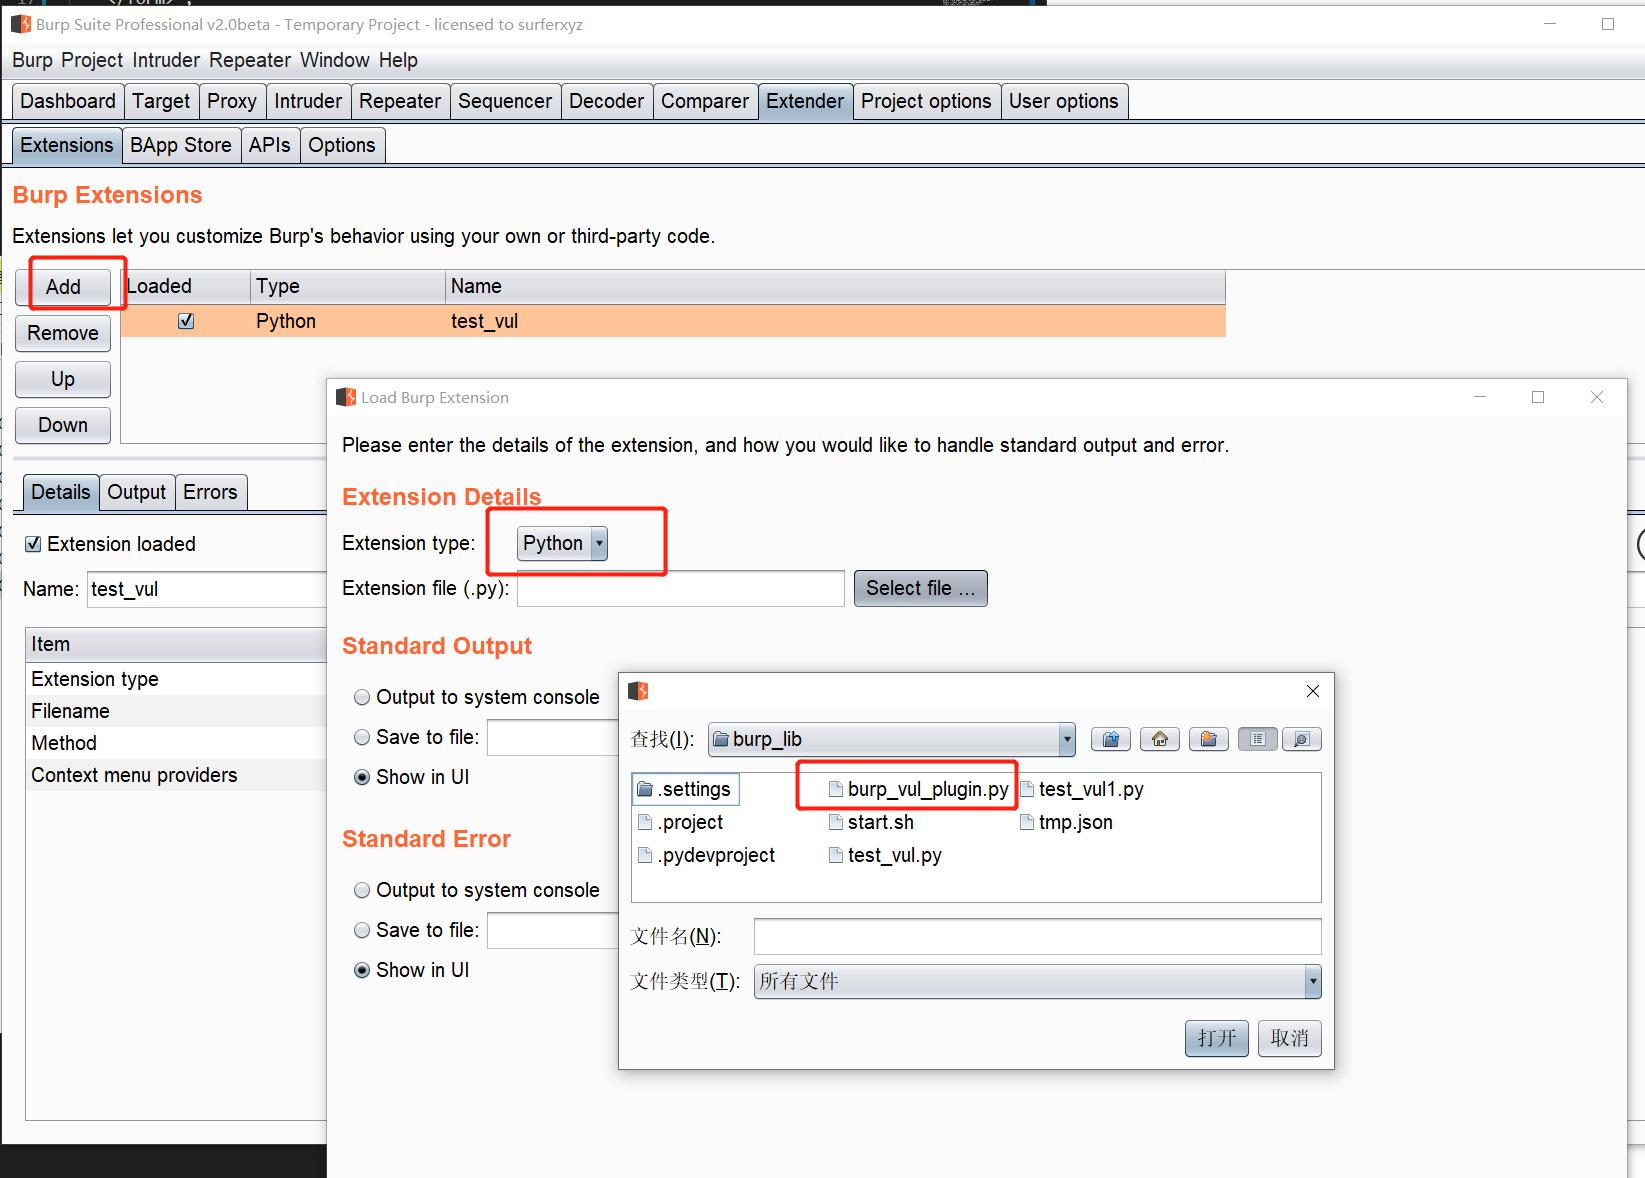 Burp Suite Professional v2.0beta - Temporary Project - licensed to surferxyz
Burp Project Intruder Repeater Window Help
Dashboard Target Proxy Intruder Repeater Sequencer Decoder Comparer Extender Project options User options
Extensions BApp Store APIs Options
Burp Extensions
Extensions let you customize Burp's behavior using your own or third-party code.
Add
Remove
Up
Down
Loaded Type Name
Python test_vul
Details Output Errors
Extension loaded
Name: test_vul
Item
Extension type
Filename
Method
Context menu providers
Load Burp Extension
Please enter the details of the extension, and how you would like to handle standard output and error.
Extension Details
Extension type: Python
Extension file (.py): Select file ...
Standard Output
Output to system console
Save to file:
Show in UI
Standard Error
Output to system console
Save to file:
Show in UI
查找(I): burp_lib
.settings burp_vul_plugin.py test_vul1.py
.project start.sh tmp.json
.pydevproject test_vul.py
文件名(N):
文件类型(T): 所有文件
打开 取消